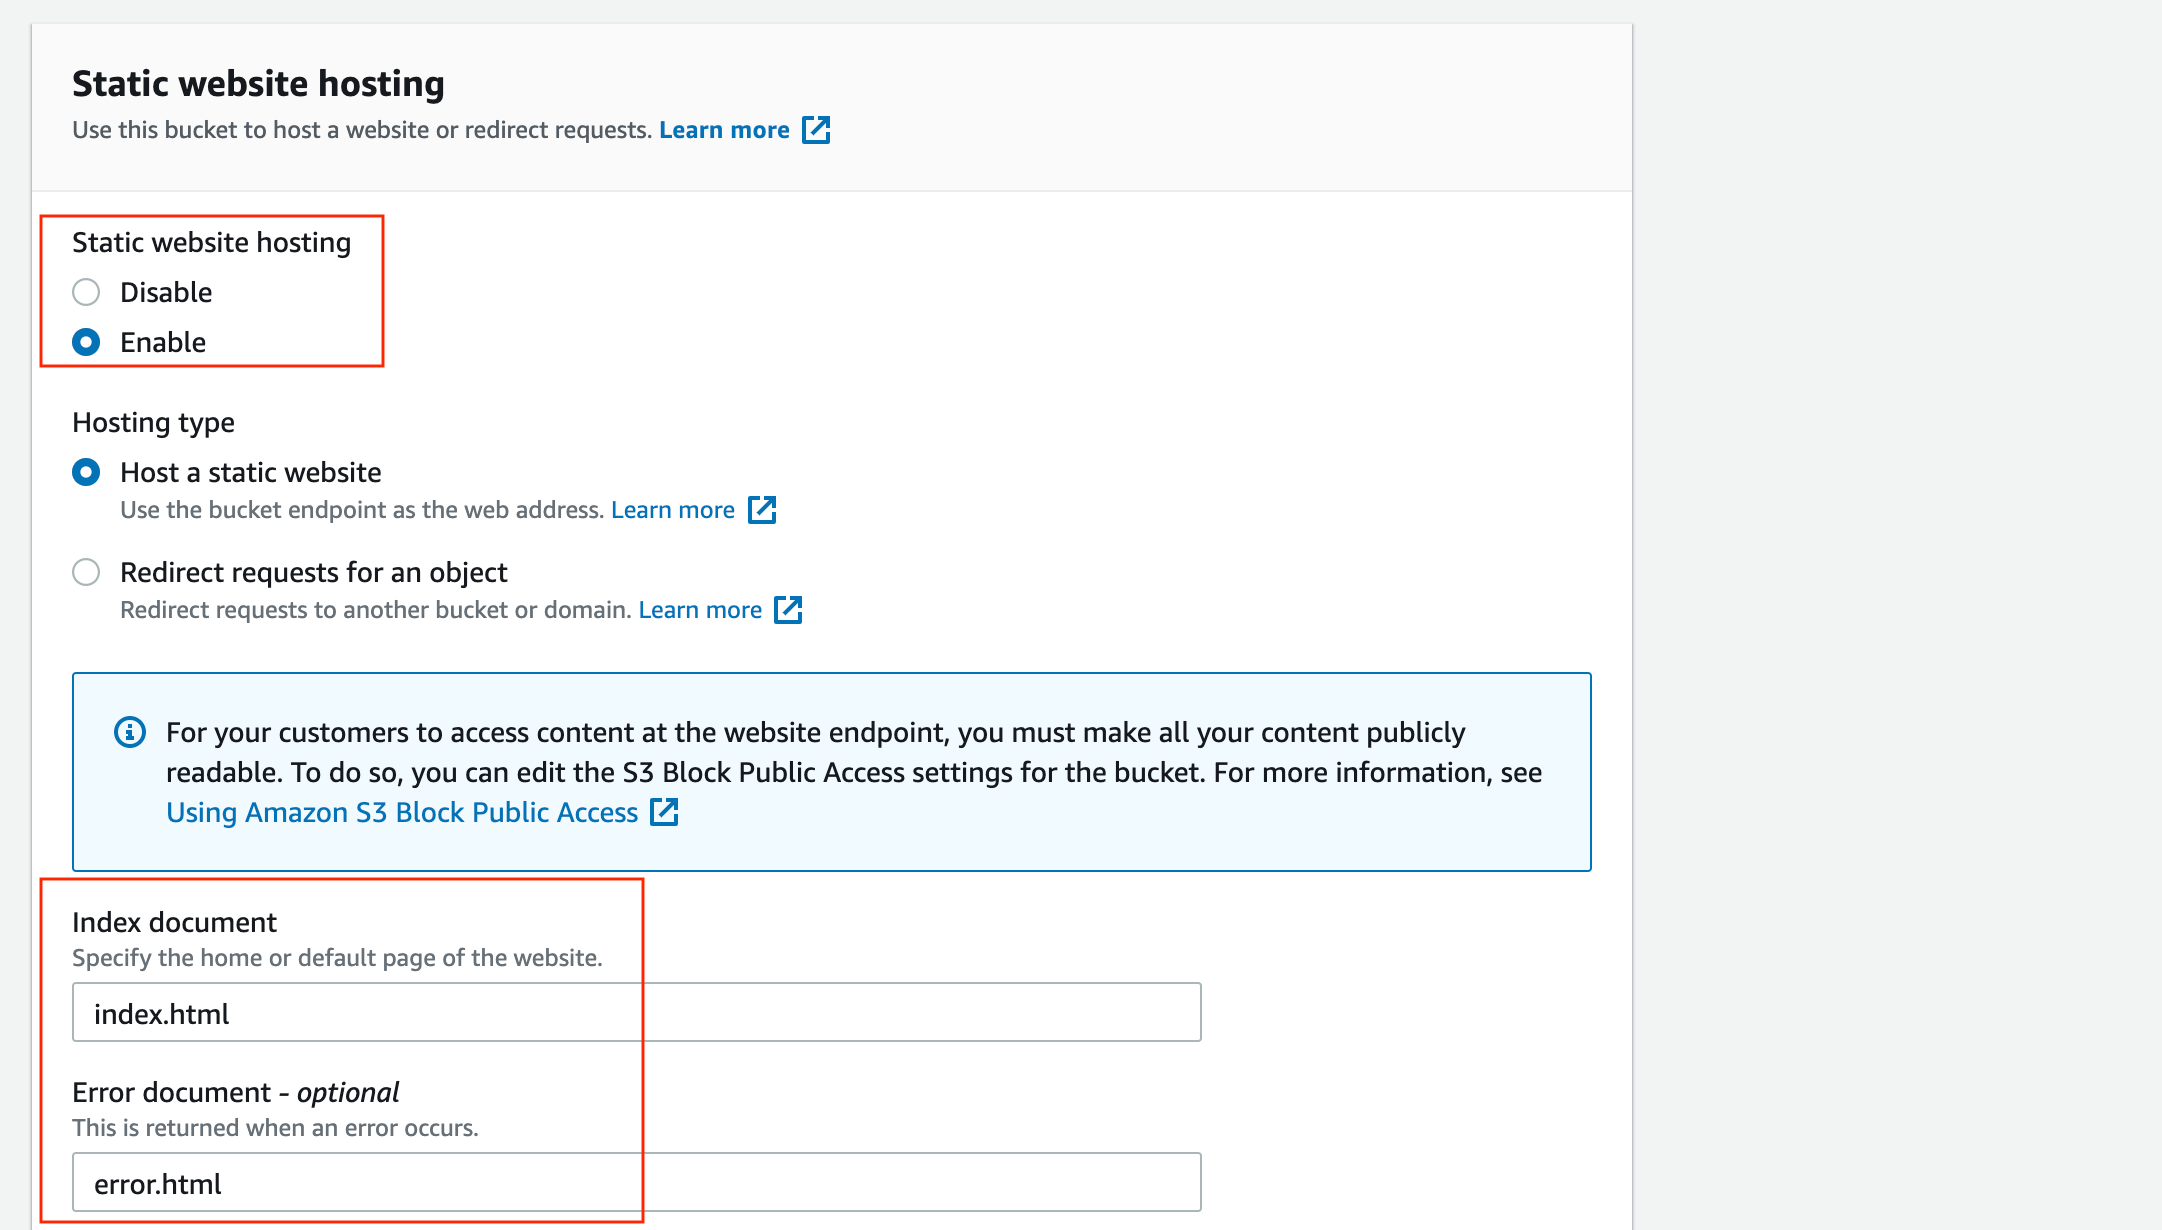 Static website hosting
Use this bucket to host a website or redirect requests. Learn more
Static website hosting
Disable
Enable
Hosting type
Host a static website
Use the bucket endpoint as the web address. Learn more
Redirect requests for an object
Redirect requests to another bucket or domain. Learn more
For your customers to access content at the website endpoint, you must make all your content publicly
readable. To do so, you can edit the S3 Block Public Access settings for the bucket. For more information, see
Using Amazon S3 Block Public Access
Index document
Specify the home or default page of the website.
index.html
Error document - optional
This is returned when an error occurs.
error.html